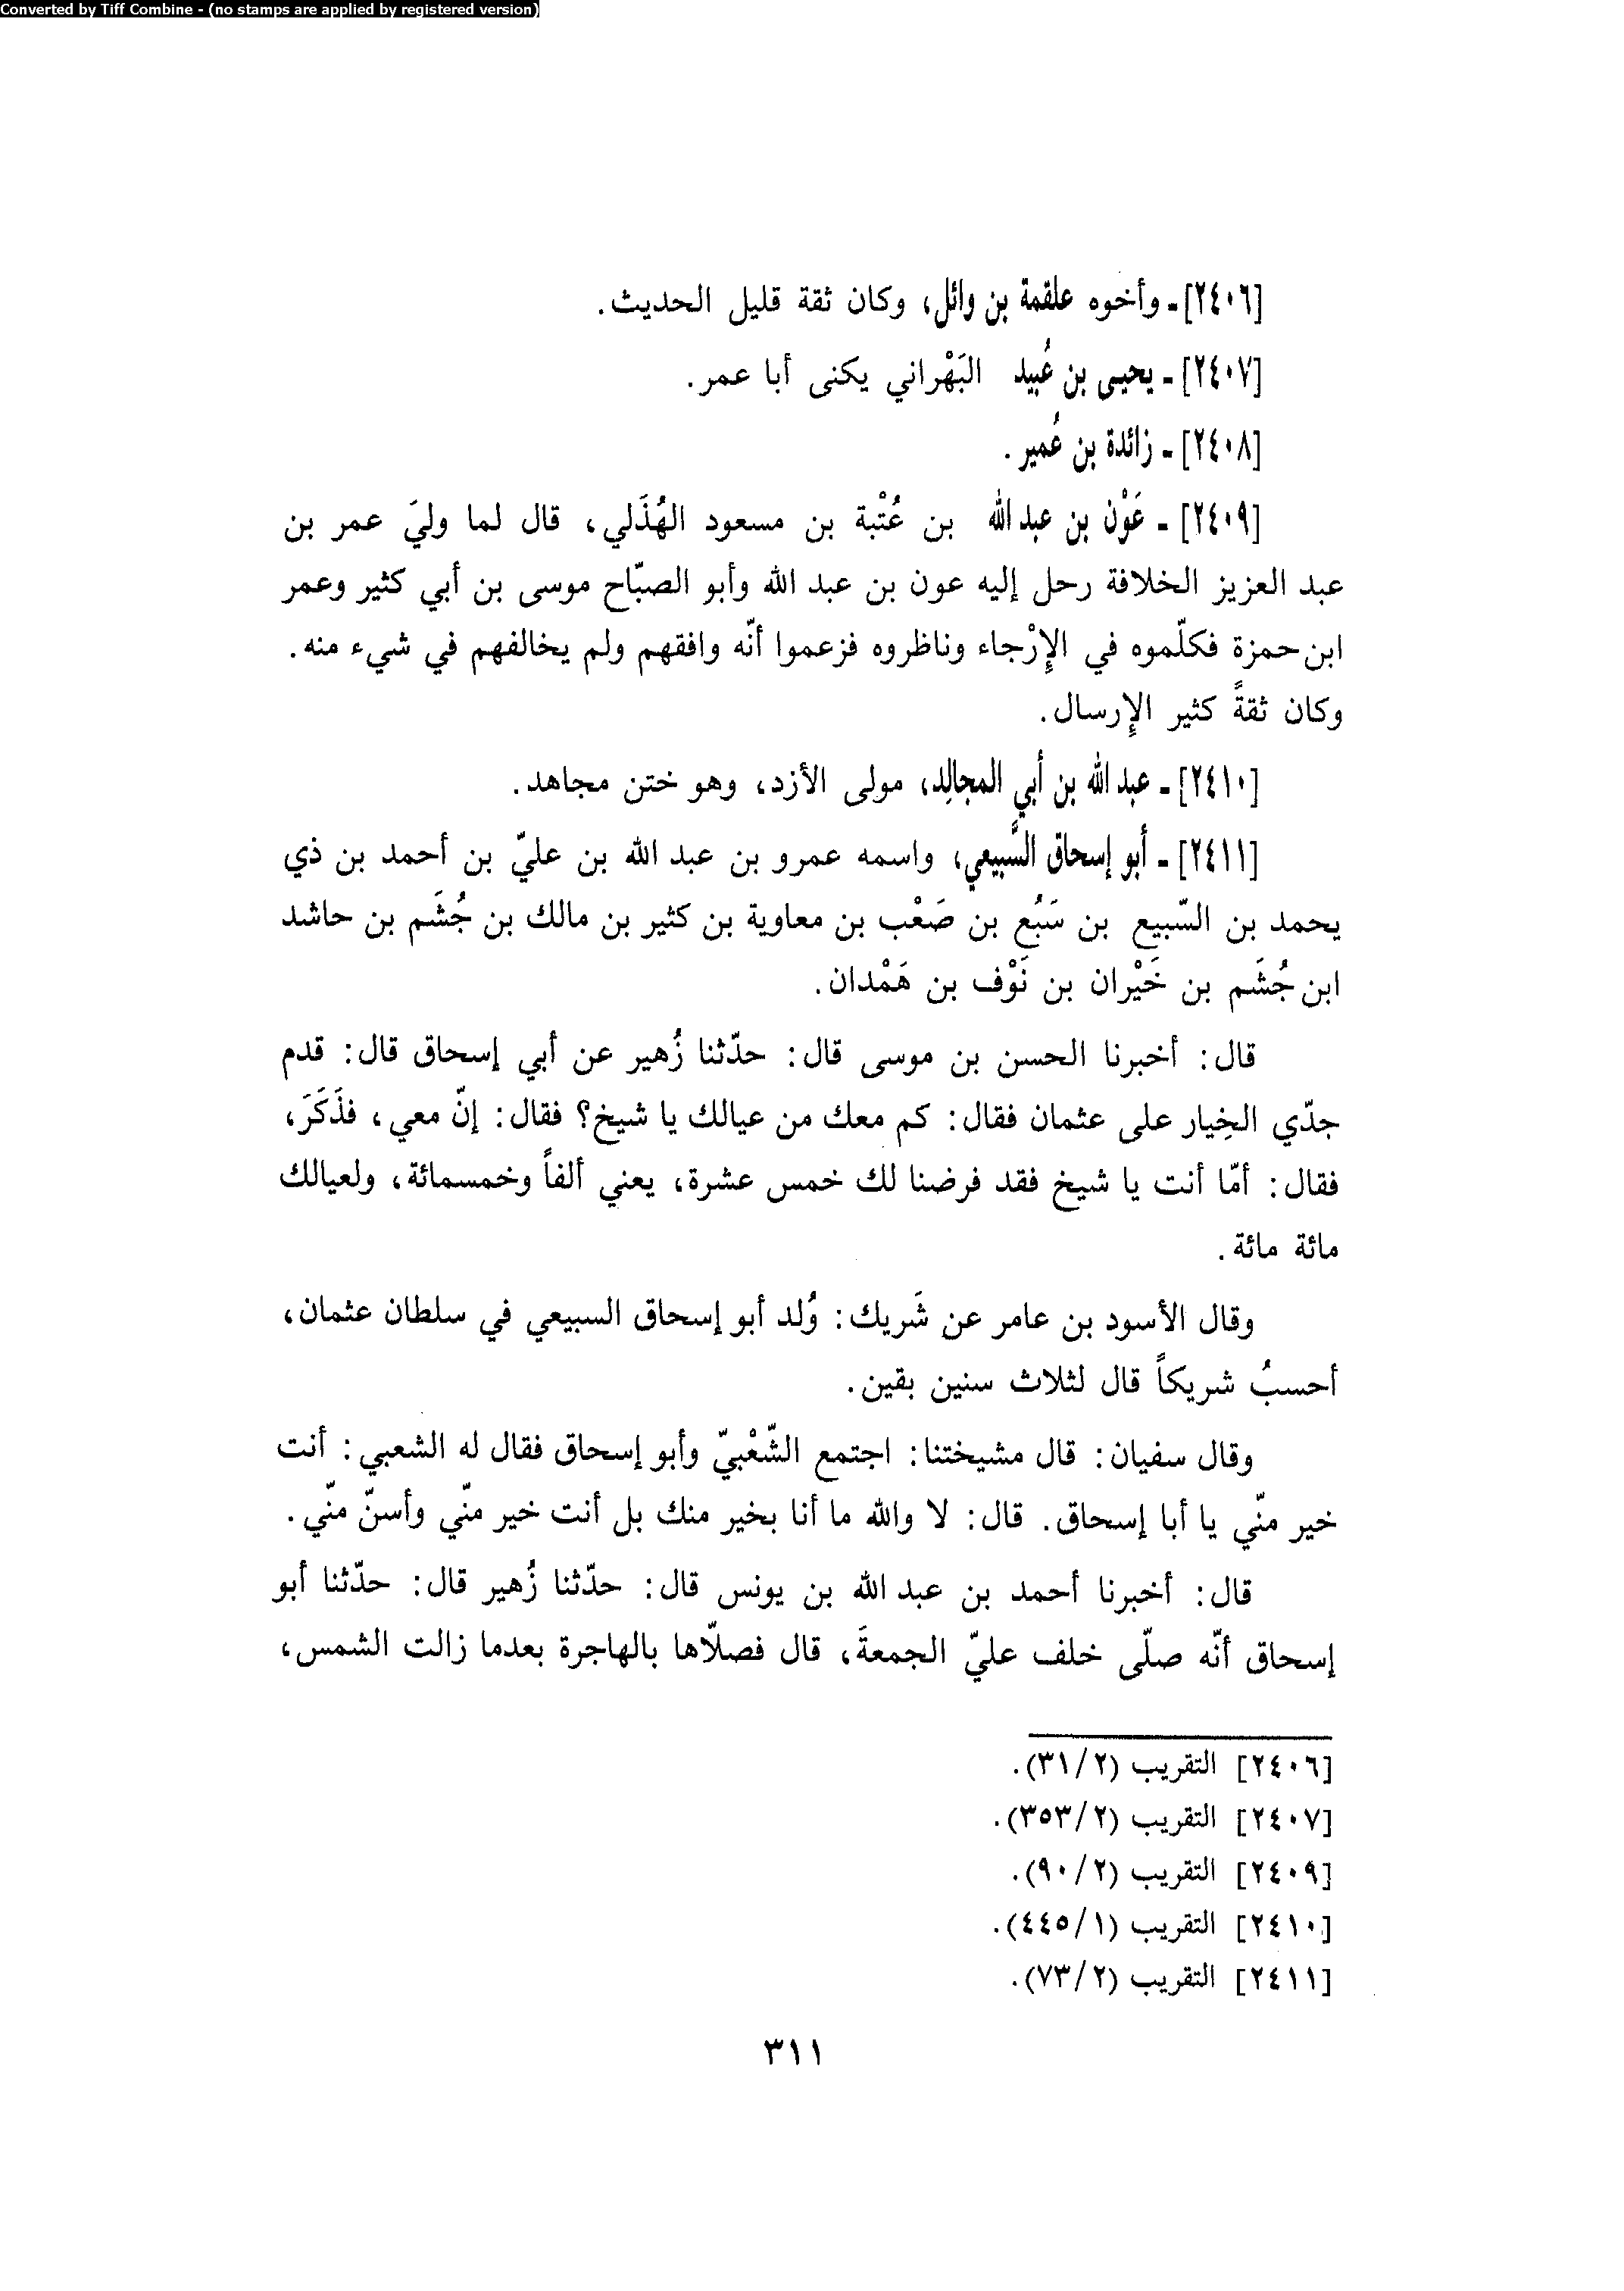 Converted by Tiff Combine - (no stamps are applied by registered version)
[٢٤٠٦]ـ وأخوه علقمة بن وائل، وكان ثقة قليل الحديث.
[٢٤٠٧] ـ يحيى بن عُبيد البَهْراني يكنى أبا عمر.
[٢٤٠٨] ـ زائدة بن عُمير.
[٢٤٠٩] ـ عَوْن بن عبد الله بن عُتْبة بن مسعود الهُذَلي، قال لما وليَ عمر بن
عبد العزيز الخلافة رحل إليه عون بن عبد الله وأبو الصبّاح موسى بن أبي كثير وعمر
ابن حمزة فكلّموه في الإِرْجاء وناظروه فزعموا أنّه وافقهم ولم يخالفهم في شيء منه.
وكان ثقةً كثير الإِرسال.
[٢٤١٠] ـ عبد الله بن أبي المجالِد، مولى الأزد، وهو ختن مجاهد.
[٢٤١١] ـ أبو إسحاق السَّبيعي، واسمه عمرو بن عبد الله بن عليّ بن أحمد بن ذي
يحمد بن السّبيع بن سَبُع بن صَعْب بن معاوية بن كثير بن مالك بن جُشَم بن حاشد
ابن جُشَم بن خَيْران بن نَوْف بن هَمْدان.
قال: أخبرنا الحسن بن موسى قال: حدّثنا زُهير عن أبي إسحاق قال: قدم
جدّي الخِيار على عثمان فقال: كم معك من عيالك يا شيخ؟ فقال: إنّ معي، فذَكَرَ،
فقال: أمّا أنت يا شيخ فقد فرضنا لك خمس عشرة، يعني ألفاً وخمسمائة، ولعيالك
مائة مائة.
وقال الأسود بن عامر عن شَريك: وُلد أبو إسحاق السبيعي في سلطان عثمان،
أحسبُ شريكاً قال لثلاث سنين بقين.
وقال سفيان: قال مشيختنا: اجتمع الشّعْبيّ وأبو إسحاق فقال له الشعبي: أنت
خير منّي يا أبا إسحاق. قال: لا والله ما أنا بخير منك بل أنت خير منّي وأسنّ منّي.
قال: أخبرنا أحمد بن عبد الله بن يونس قال: حدّثنا زُهير قال: حدّثنا أبو
إسحاق أنّه صلّى خلف عليّ الجمعةَ، قال فصلّاها بالهاجرة بعدما زالت الشمس،
[٢٤٠٦] التقريب (٣١/٢).
[٢٤٠٧] التقريب (٣٥٣/٢).
[٢٤٠٩] التقريب (٩٠/٢).
[٢٤١٠] التقريب (٤٤٥/١).
[٢٤١١] التقريب (٧٣/٢).
٣١١